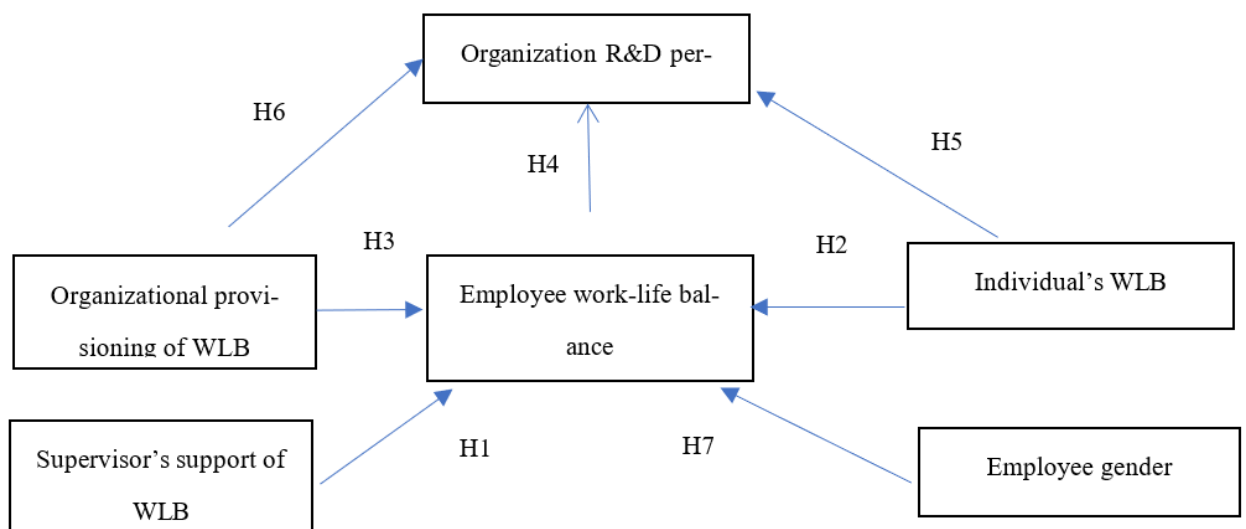 Organization R&D per-
H6
H5
H4
H3
H2
Organizational provi-
sioning of WLB
Employee work-life bal-
ance
Individual's WLB
H1
H7
Supervisor's support of
WLB
Employee gender